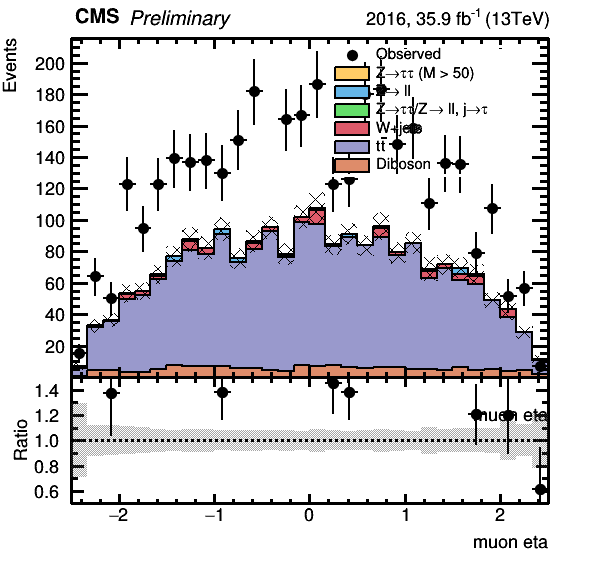 CMS Preliminary 2016, 35.9 fb⁻¹ (13TeV)
Events
200
180
160
140
120
100
80
60
40
20
Observed
Z→ττ (M > 50)
→ ll
Z→ττ/Z→ ll, j→τ
W+jets
tt̄
Diboson
Ratio
1.4
1.2
1.0
0.8
0.6
muon eta
−2 −1 0 1 2
muon eta